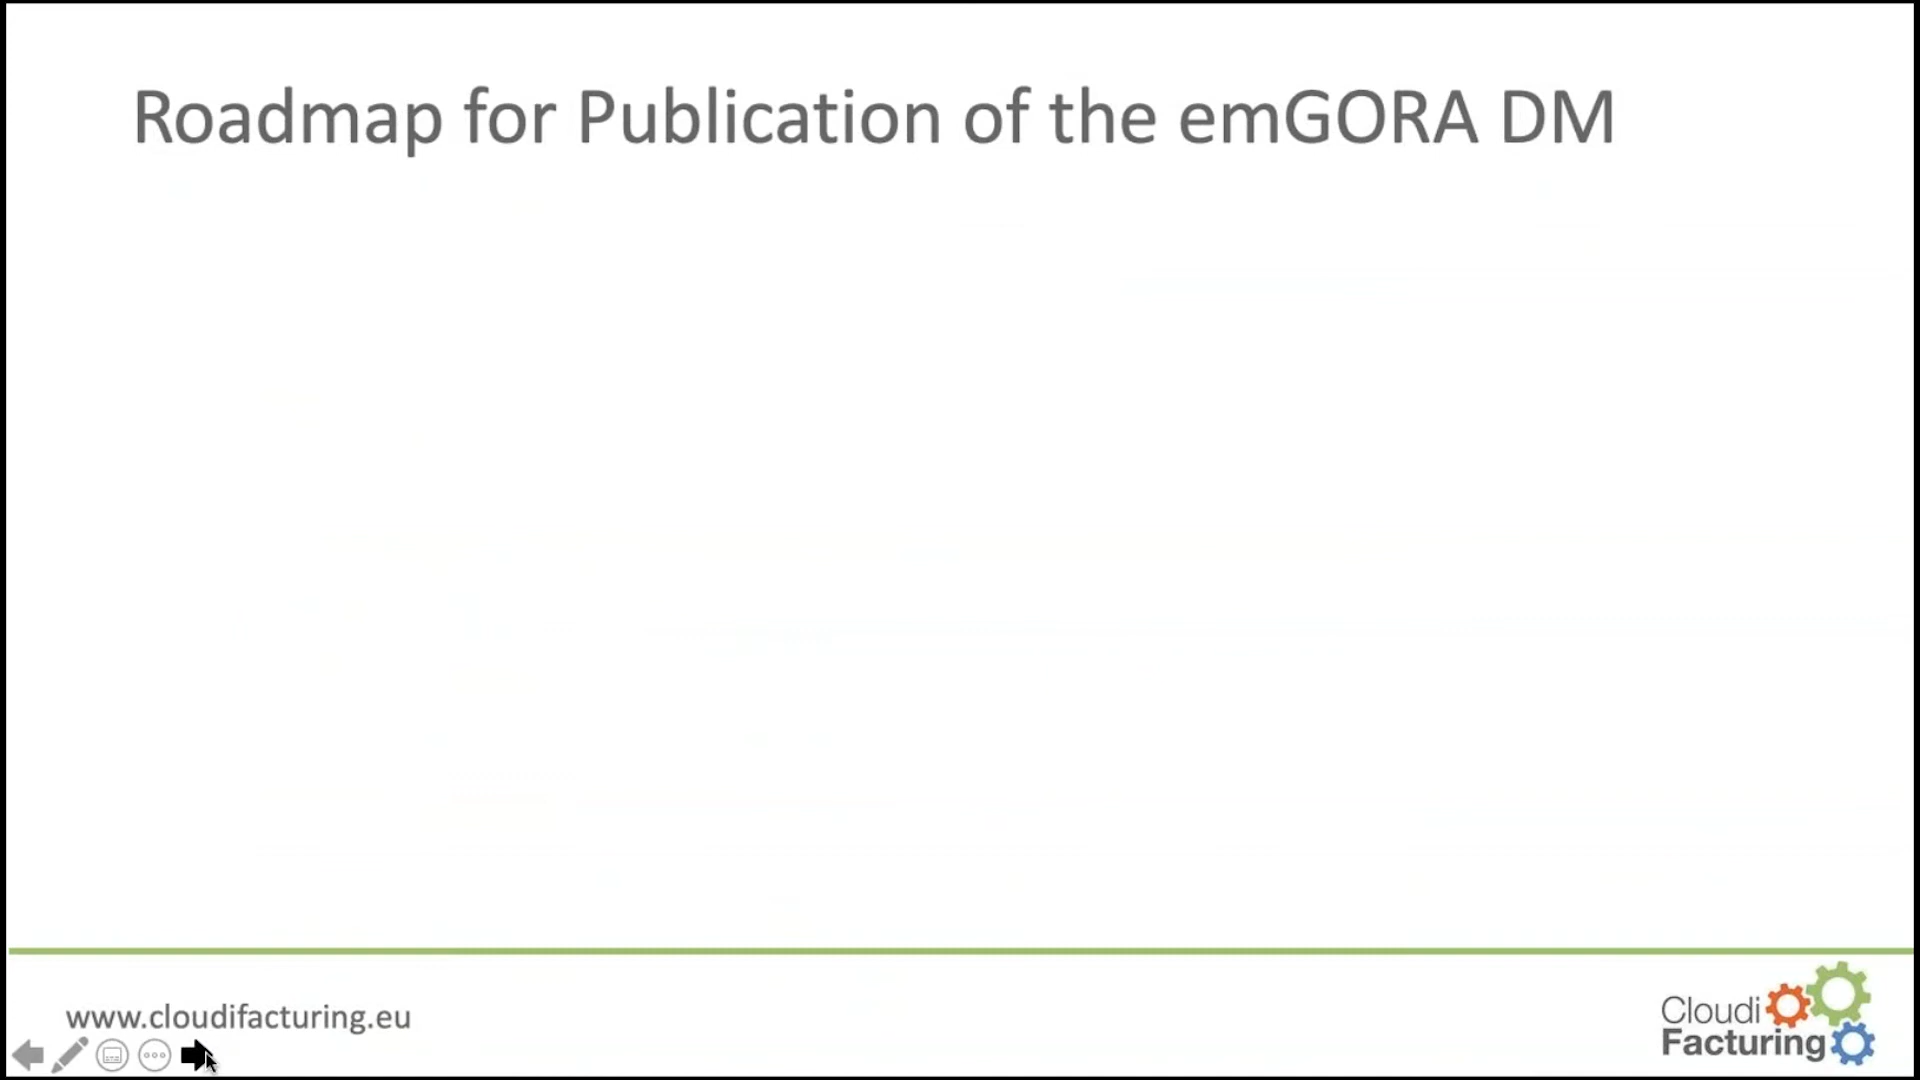 Roadmap for Publication of the emGORA DM
www.cloudifacturing.eu
Cloudi
Facturing